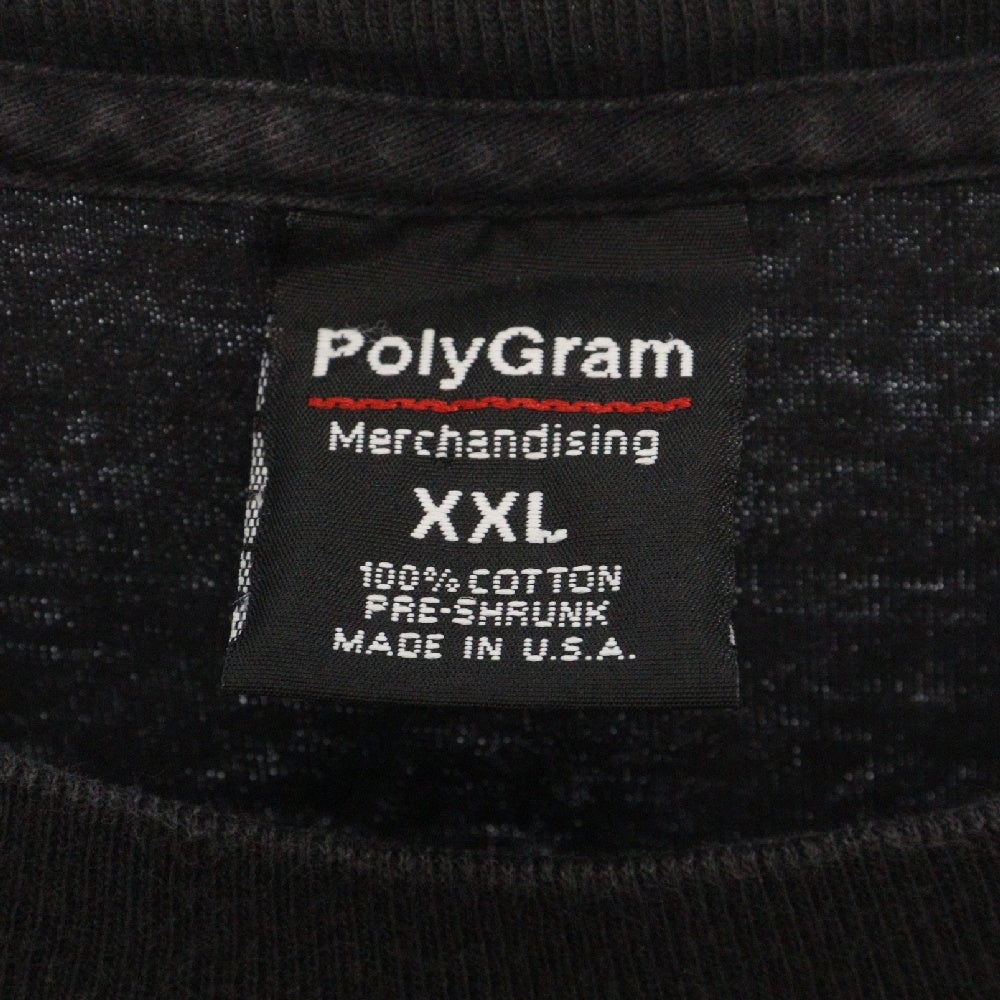 PolyGram
Merchandising
XXL
100% COTTON
PRE-SHRUNK
MADE IN U.S.A.